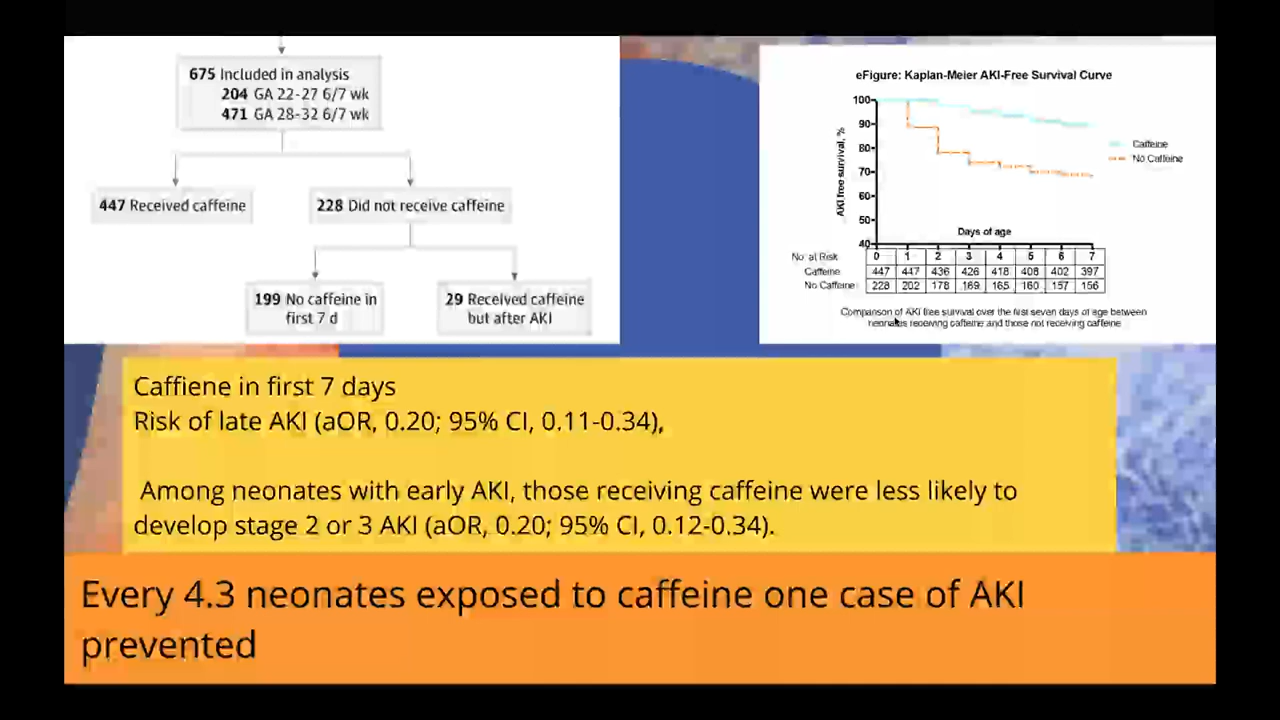 675 Included in analysis
204 GA 22-27 6/7 wk
471 GA 28-32 6/7 wk
447 Received caffeine
228 Did not receive caffeine
199 No caffeine in
first 7 d
29 Received caffeine
but after AKI
eFigure: Kaplan-Meier AKI-Free Survival Curve
AKI free survival, %
100
90
80
70
60
50
40
Caffeine
No Caffeine
Days of age
No. at Risk 0 1 2 3 4 5 6 7
Caffeine 447 447 436 426 418 408 402 397
No Caffeine 228 202 178 169 165 160 157 156
Comparison of AKI free survival over the first seven days of age between
neonates receiving caffeine and those not receiving caffeine
Caffiene in first 7 days
Risk of late AKI (aOR, 0.20; 95% CI, 0.11-0.34),
Among neonates with early AKI, those receiving caffeine were less likely to
develop stage 2 or 3 AKI (aOR, 0.20; 95% CI, 0.12-0.34).
Every 4.3 neonates exposed to caffeine one case of AKI
prevented